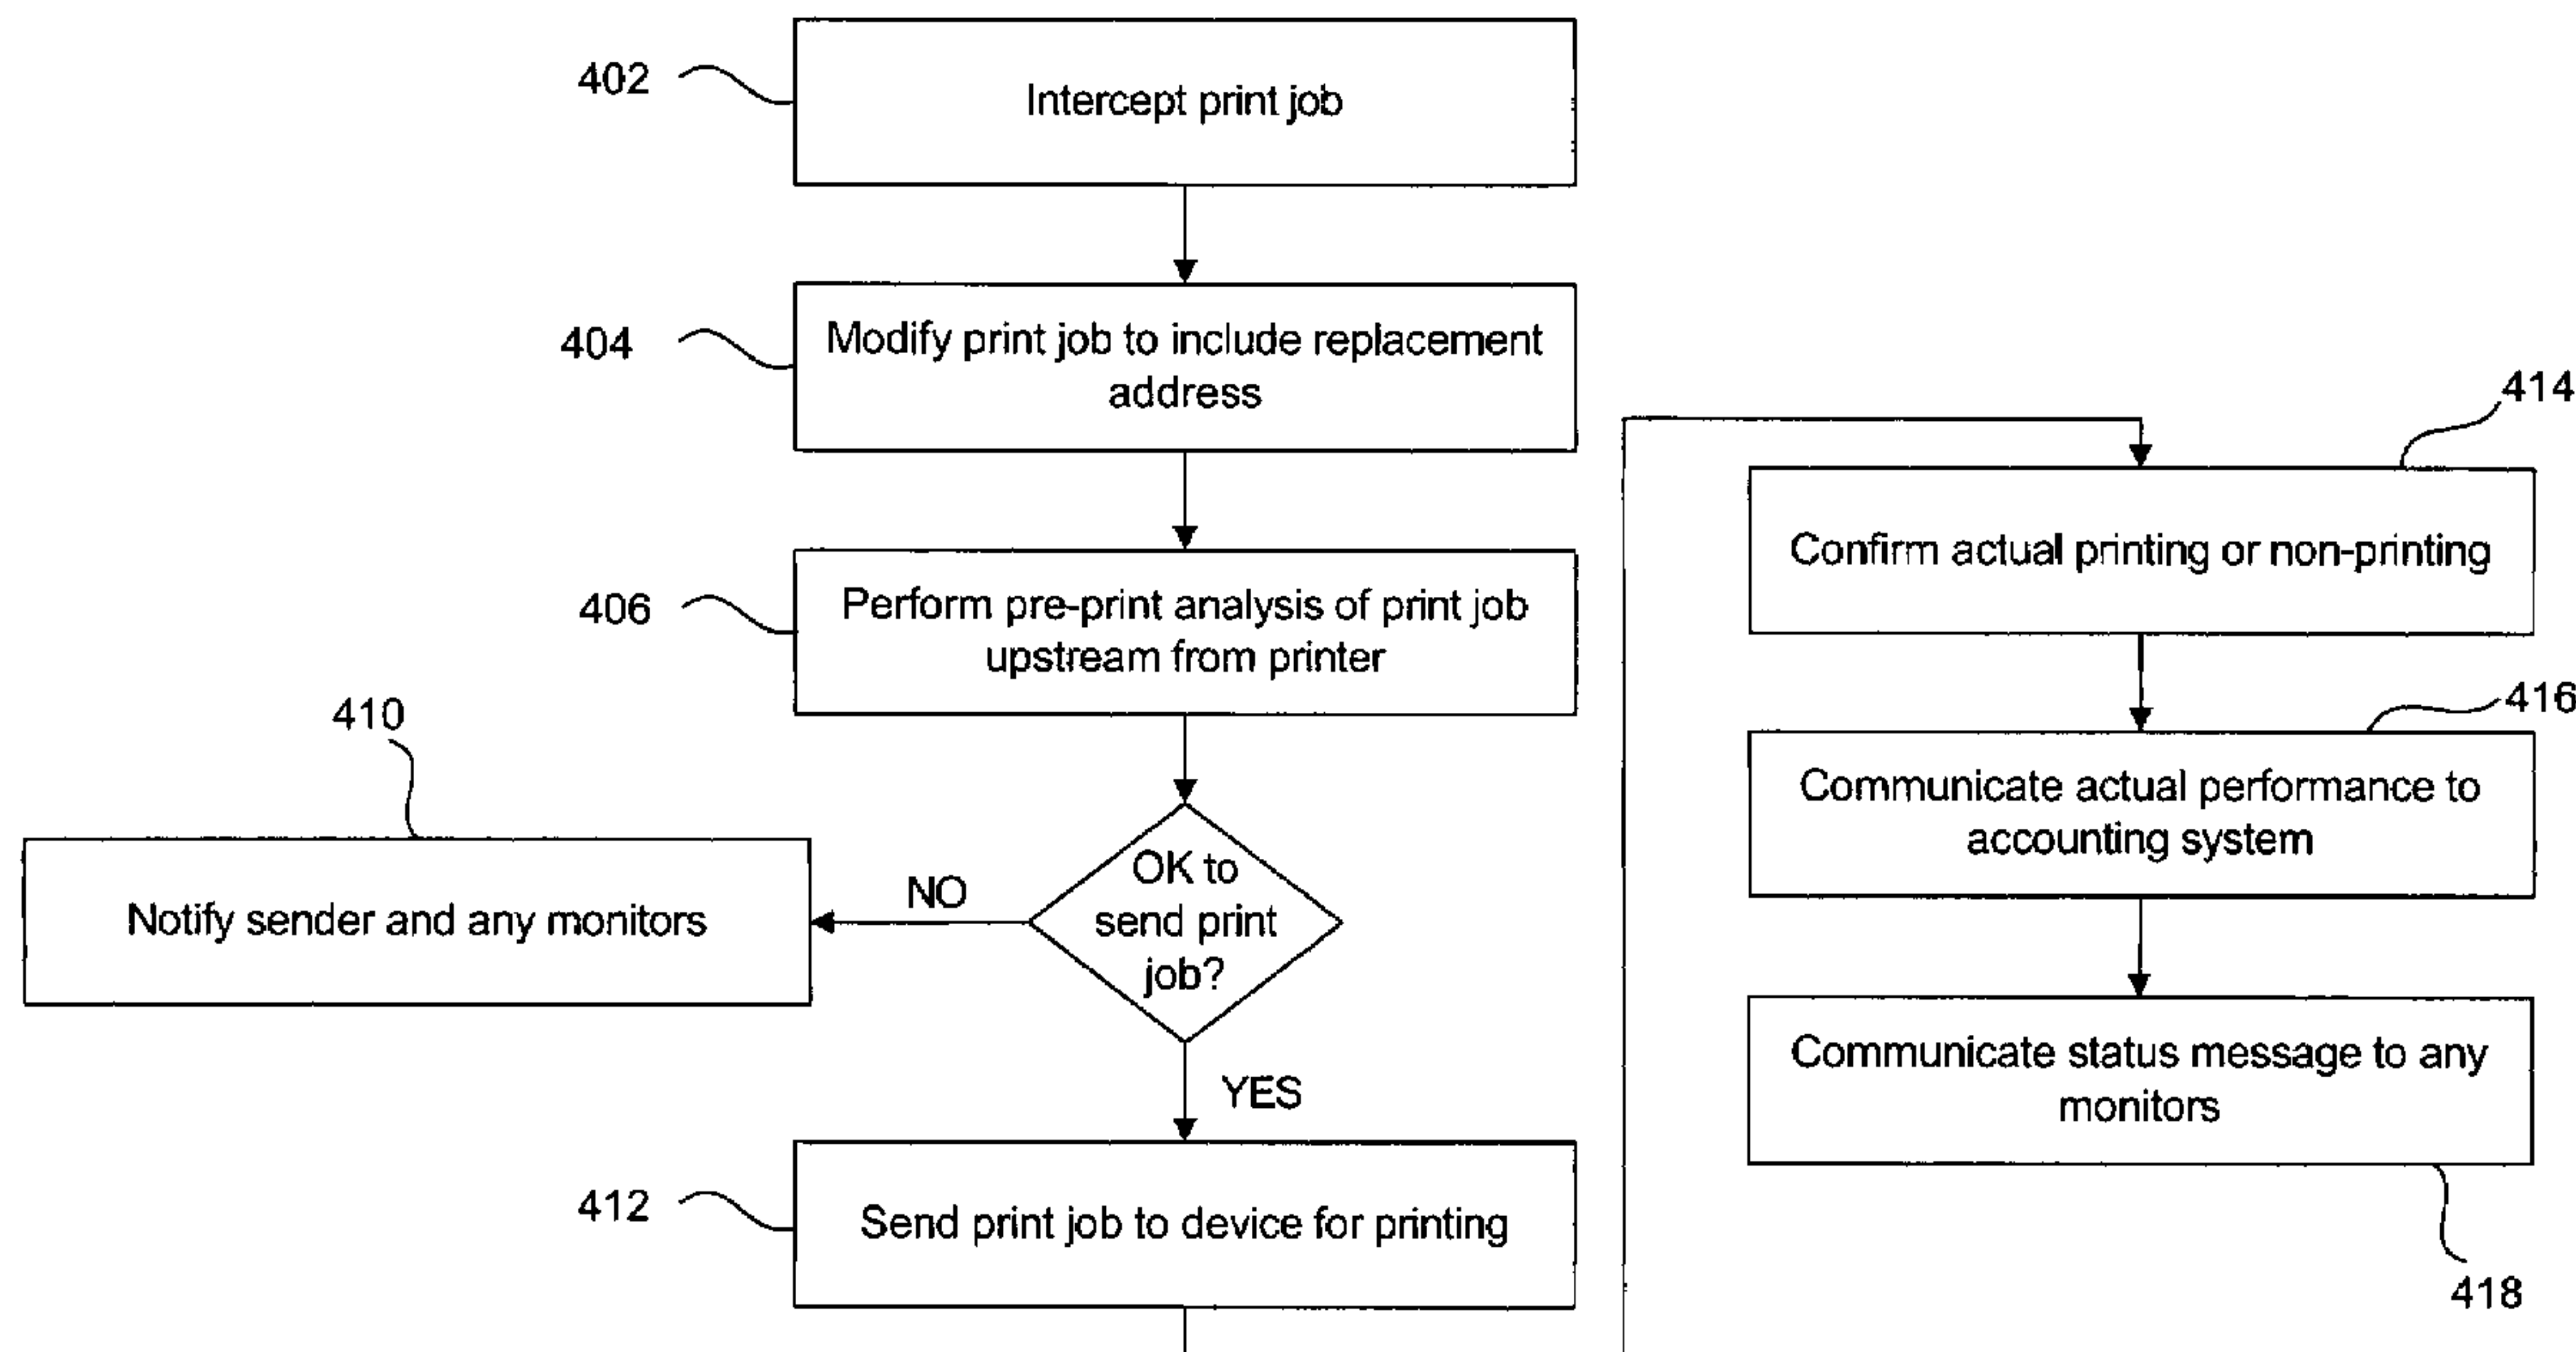 402
Intercept print job
404
Modify print job to include replacement
address
406
Perform pre-print analysis of print job
upstream from printer
410
Notify sender and any monitors
NO
OK to
send print
job?
YES
412
Send print job to device for printing
414
Confirm actual printing or non-printing
416
Communicate actual performance to
accounting system
Communicate status message to any
monitors
418